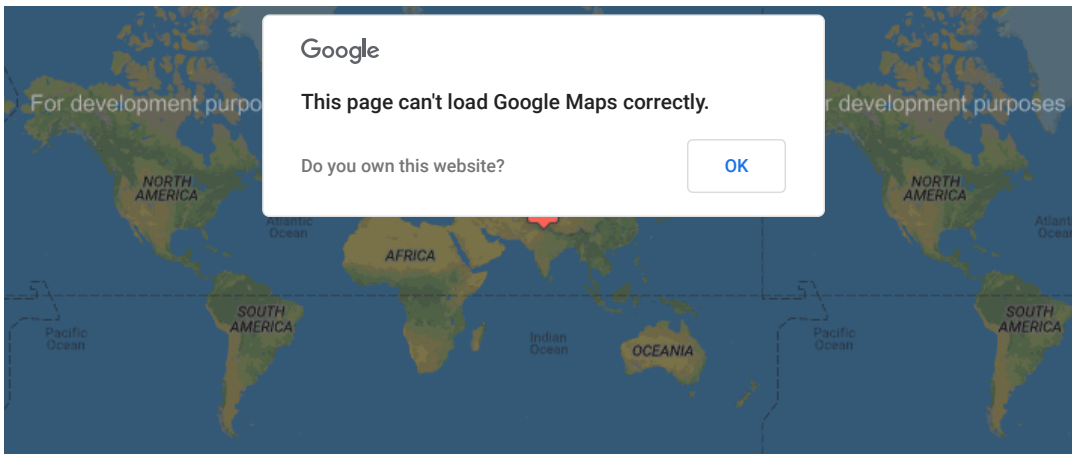 Google
This page can't load Google Maps correctly.
For development purpo
r development purposes
Do you own this website?
OK
NORTH
AMERICA
NORTH
AMERICA
Atlantic
Ocean
Atlant
Ocea
AFRICA
SOUTH
AMERICA
SOUTH
AMERICA
Pacific
Ocean
Indian
Ocean
OCEANIA
Pacific
Ocean